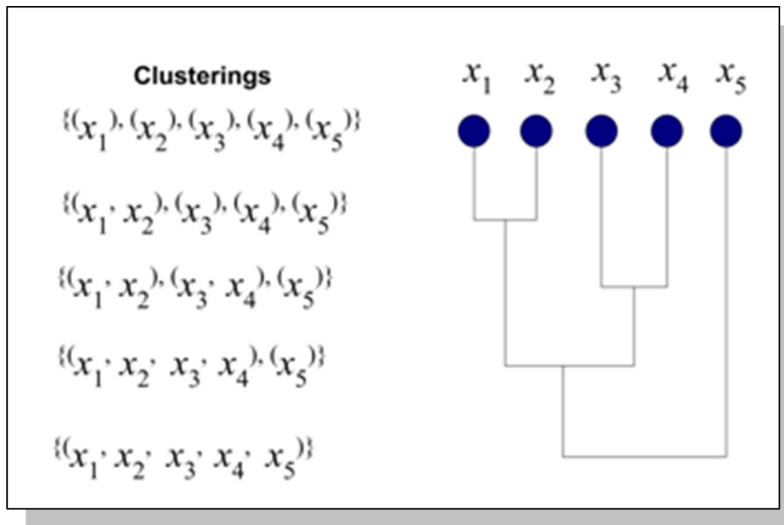 Clusterings
x₁ x₂ x₃ x₄ x₅
{(x₁), (x₂), (x₃), (x₄), (x₅)}
{(x₁, x₂), (x₃), (x₄), (x₅)}
{(x₁, x₂), (x₃, x₄), (x₅)}
{(x₁, x₂, x₃, x₄), (x₅)}
{(x₁, x₂, x₃, x₄, x₅)}